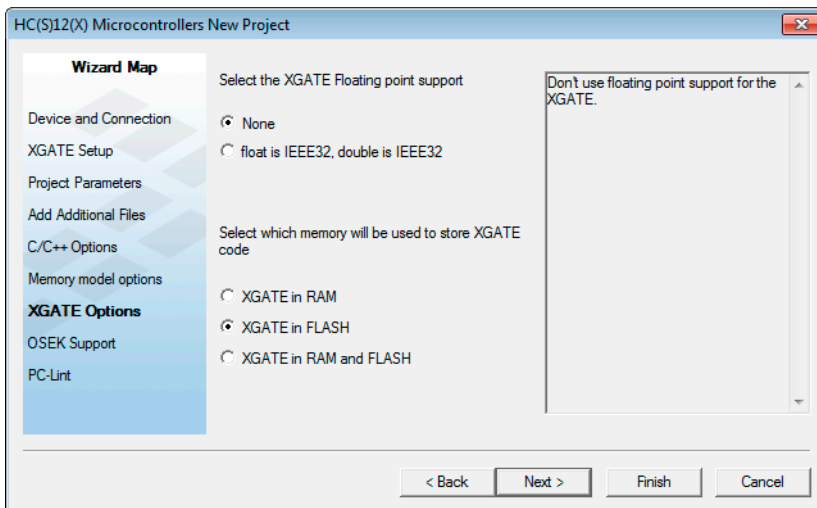 HC(S)12(X) Microcontrollers New Project
Wizard Map
Device and Connection
XGATE Setup
Project Parameters
Add Additional Files
C/C++ Options
Memory model options
XGATE Options
OSEK Support
PC-Lint
Select the XGATE Floating point support
None
float is IEEE32, double is IEEE32
Select which memory will be used to store XGATE
code
XGATE in RAM
XGATE in FLASH
XGATE in RAM and FLASH
Don't use floating point support for the
XGATE.
< Back
Next >
Finish
Cancel